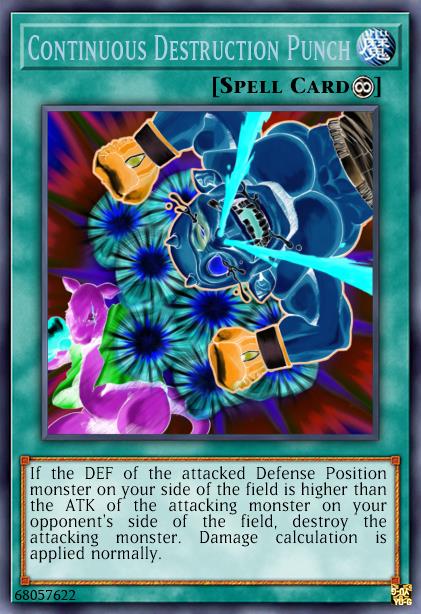 CONTINUOUS DESTRUCTION PUNCH 魔
[SPELL CARD]
If the DEF of the attacked Defense Position
monster on your side of the field is higher than
the ATK of the attacking monster on your
opponent's side of the field, destroy the
attacking monster. Damage calculation is
applied normally.
68057622